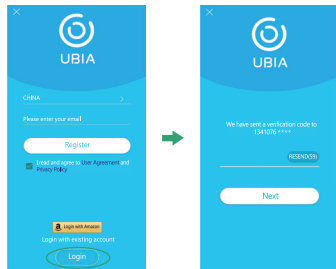 UBIA
CHINA
Please enter your email
Register
I read and agree to User Agreement and
Privacy Policy
Login with Amazon
Login with existing account
Login
UBIA
We have sent a verification code to
1341076 ****
RESEND(59)
Next